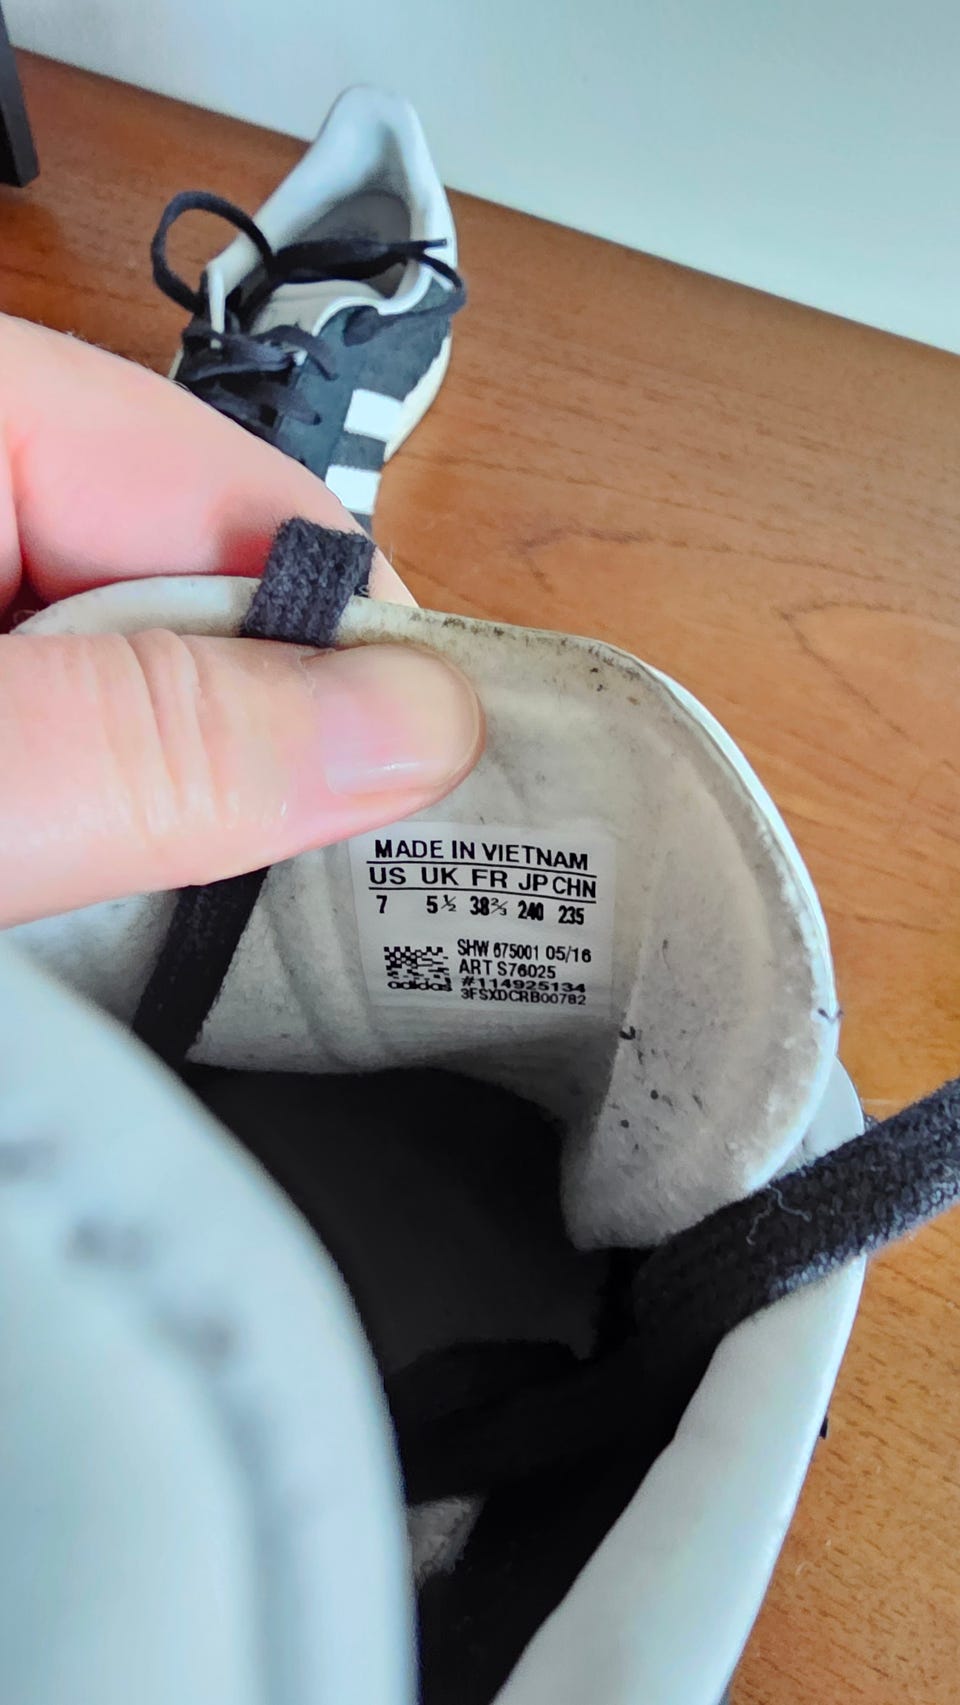 MADE IN VIETNAM
US UK FR JP CHN
7 5½ 38⅔ 240 235
SHW 675001 05/16
ART S76025
#114925134
adidas 3FSXDCRB00782